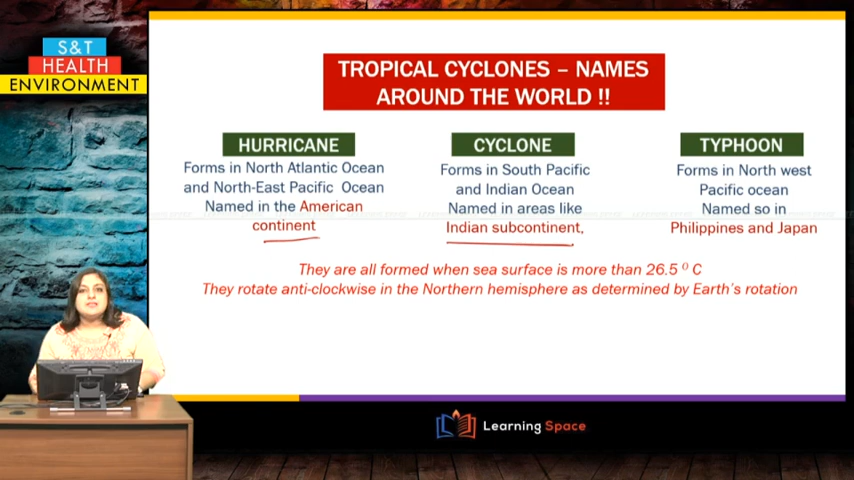 S&T
HEALTH
ENVIRONMENT
TROPICAL CYCLONES – NAMES
AROUND THE WORLD !!
HURRICANE
Forms in North Atlantic Ocean
and North-East Pacific Ocean
Named in the American
continent
CYCLONE
Forms in South Pacific
and Indian Ocean
Named in areas like
Indian subcontinent,
TYPHOON
Forms in North west
Pacific ocean
Named so in
Philippines and Japan
They are all formed when sea surface is more than 26.5 ⁰ C
They rotate anti-clockwise in the Northern hemisphere as determined by Earth's rotation
Learning Space